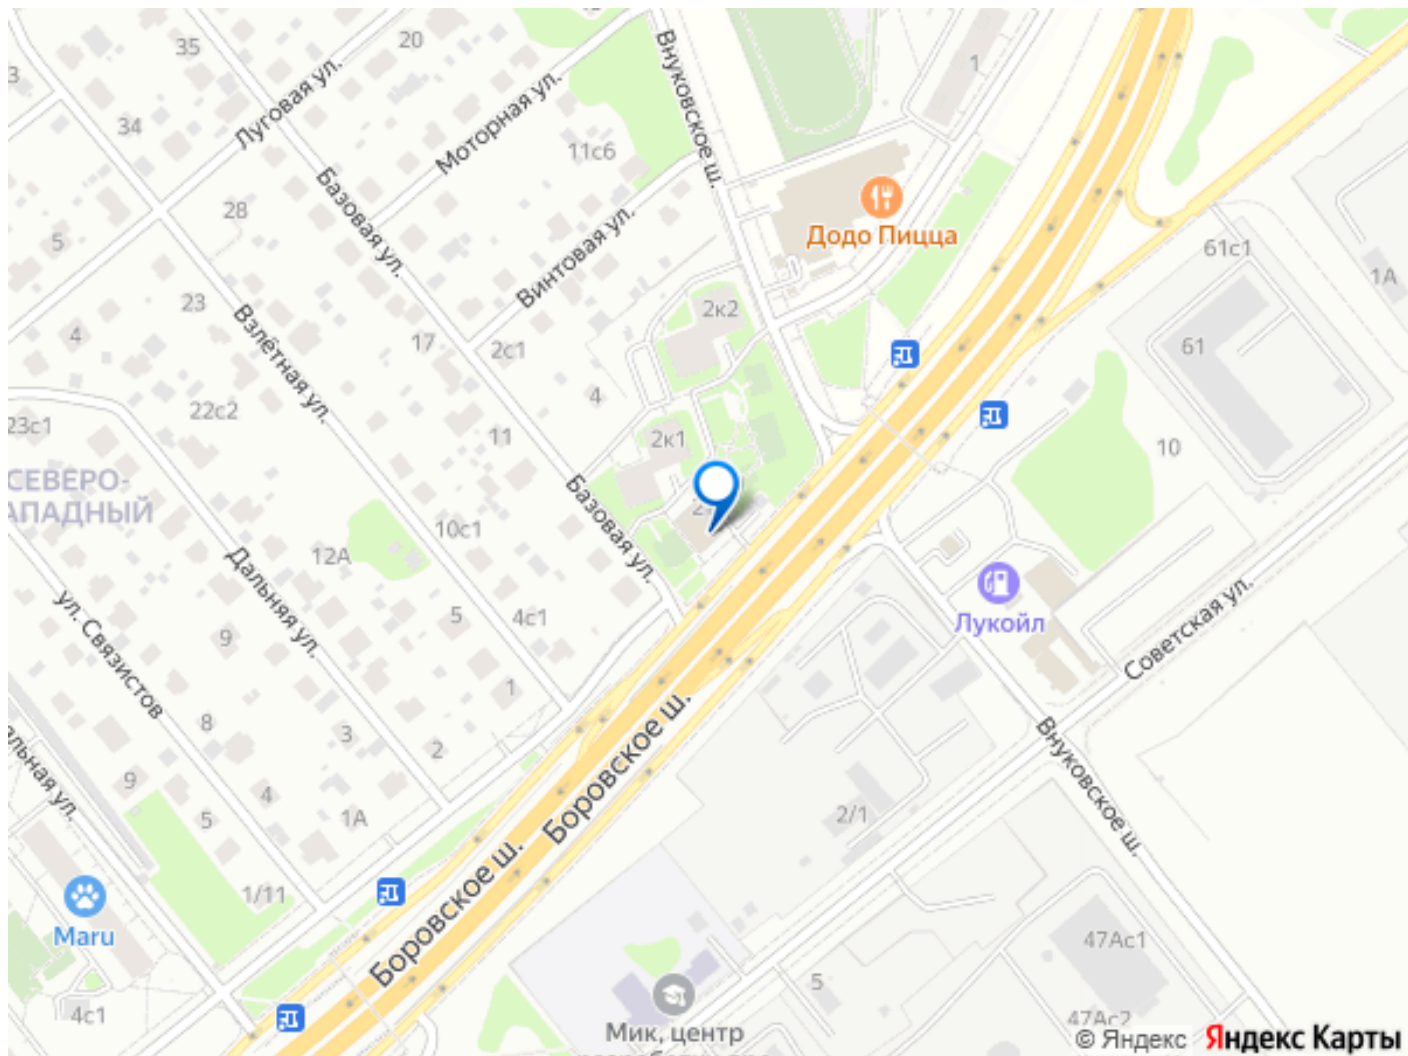 35
20
Луговая ул.
34
Моторная ул.
Внуковское ш.
1
11с6
Базовая ул.
28
5
Винтовая ул.
Додо Пицца
61с1
1А
23
4
Взлётная ул.
17
2с1
2к2
61
22с2
4
23с1
11
2к1
10
СЕВЕРО-
АПАДНЫЙ
10с1
Базовая ул.
12А
Дальняя ул.
ул. Связистов
5
4с1
9
Лукойл
Советская ул.
1
8
3
2
Боровское ш.
Внуковское ш.
альная ул.
9
4
5
1А
2/1
1/11
Боровское ш.
Maru
47Ас1
5
4с1
Мик, центр
47Ас2
© Яндекс Яндекс Карты